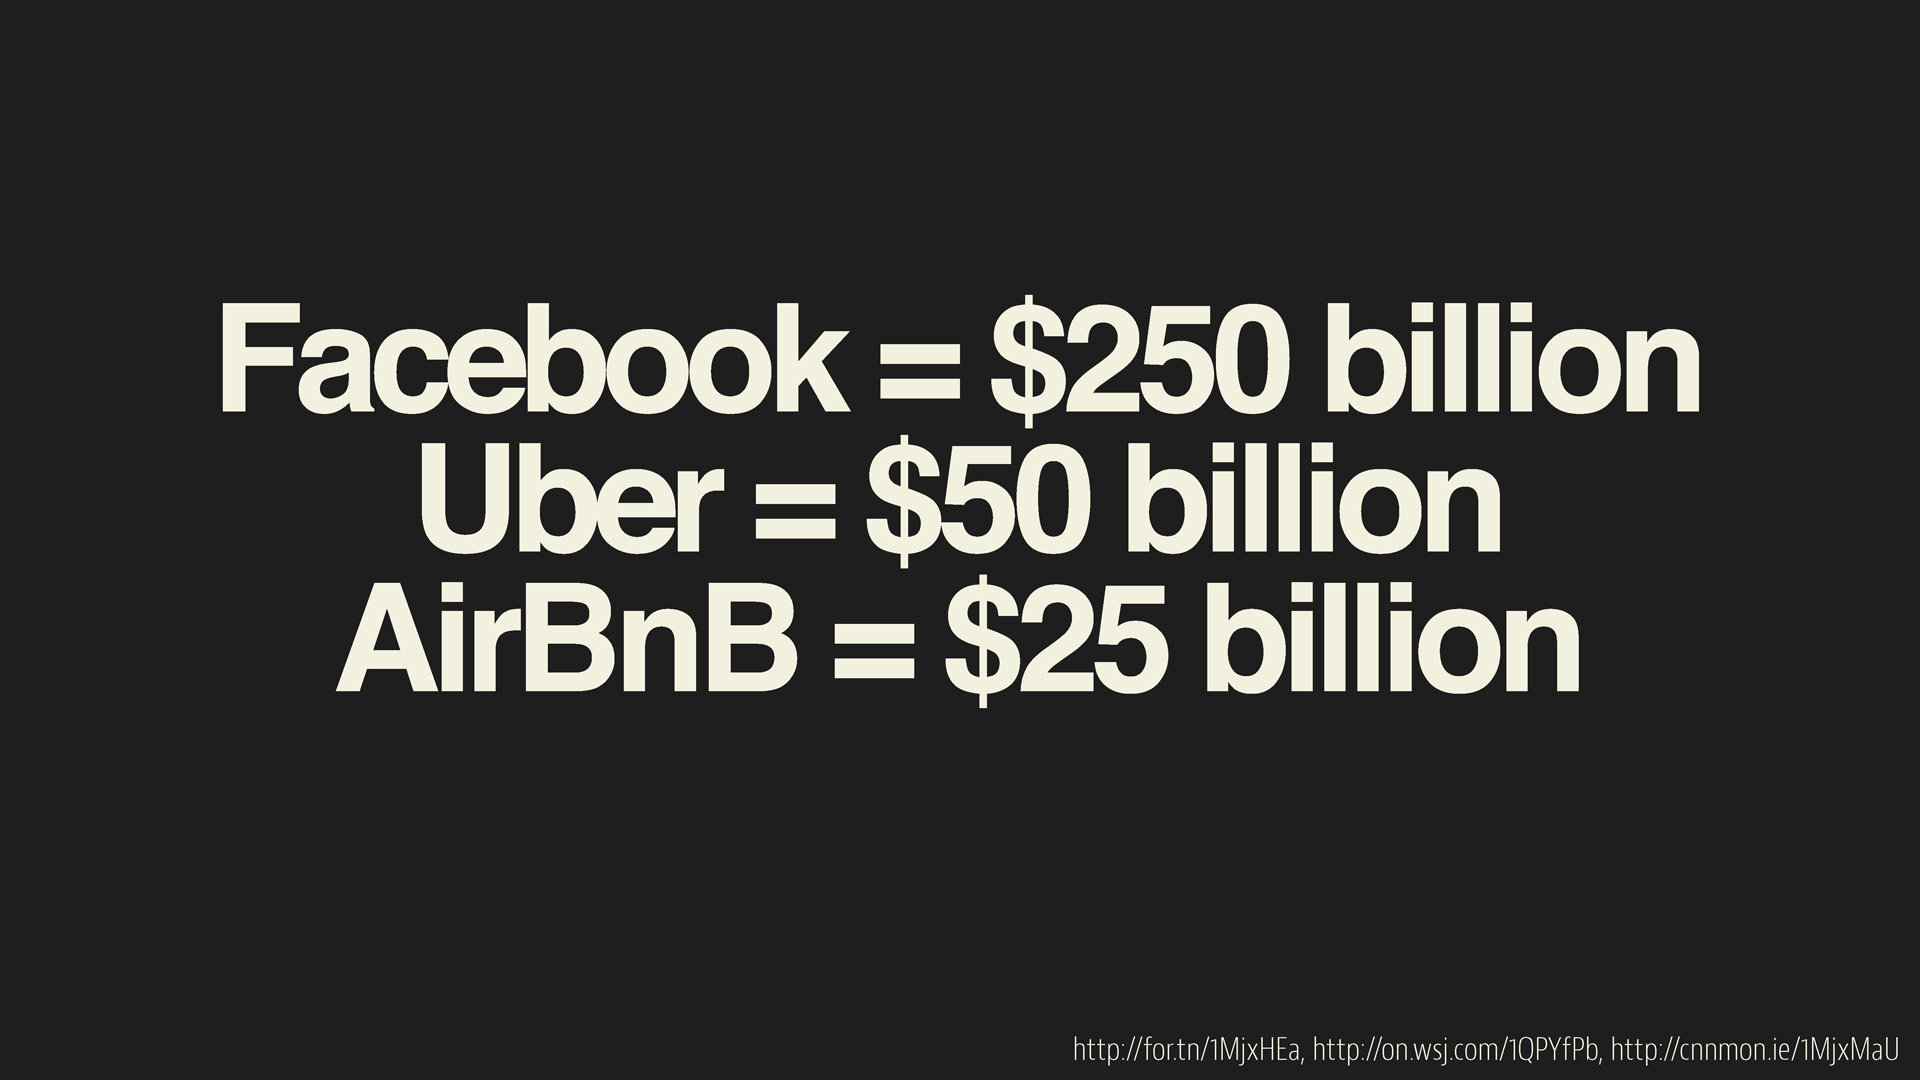 Facebook = $250 billion
Uber = $50 billion
AirBnB = $25 billion
http://for.tn/1MjxHEa, http://on.wsj.com/1QPYfPb, http://cnnmon.ie/1MjxMaU